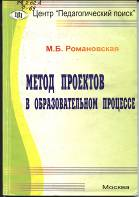 Центр "Педагогический поиск"
М.Б. Романовская
МЕТОД ПРОЕКТОВ
В ОБРАЗОВАТЕЛЬНОМ ПРОЦЕССЕ
Москва